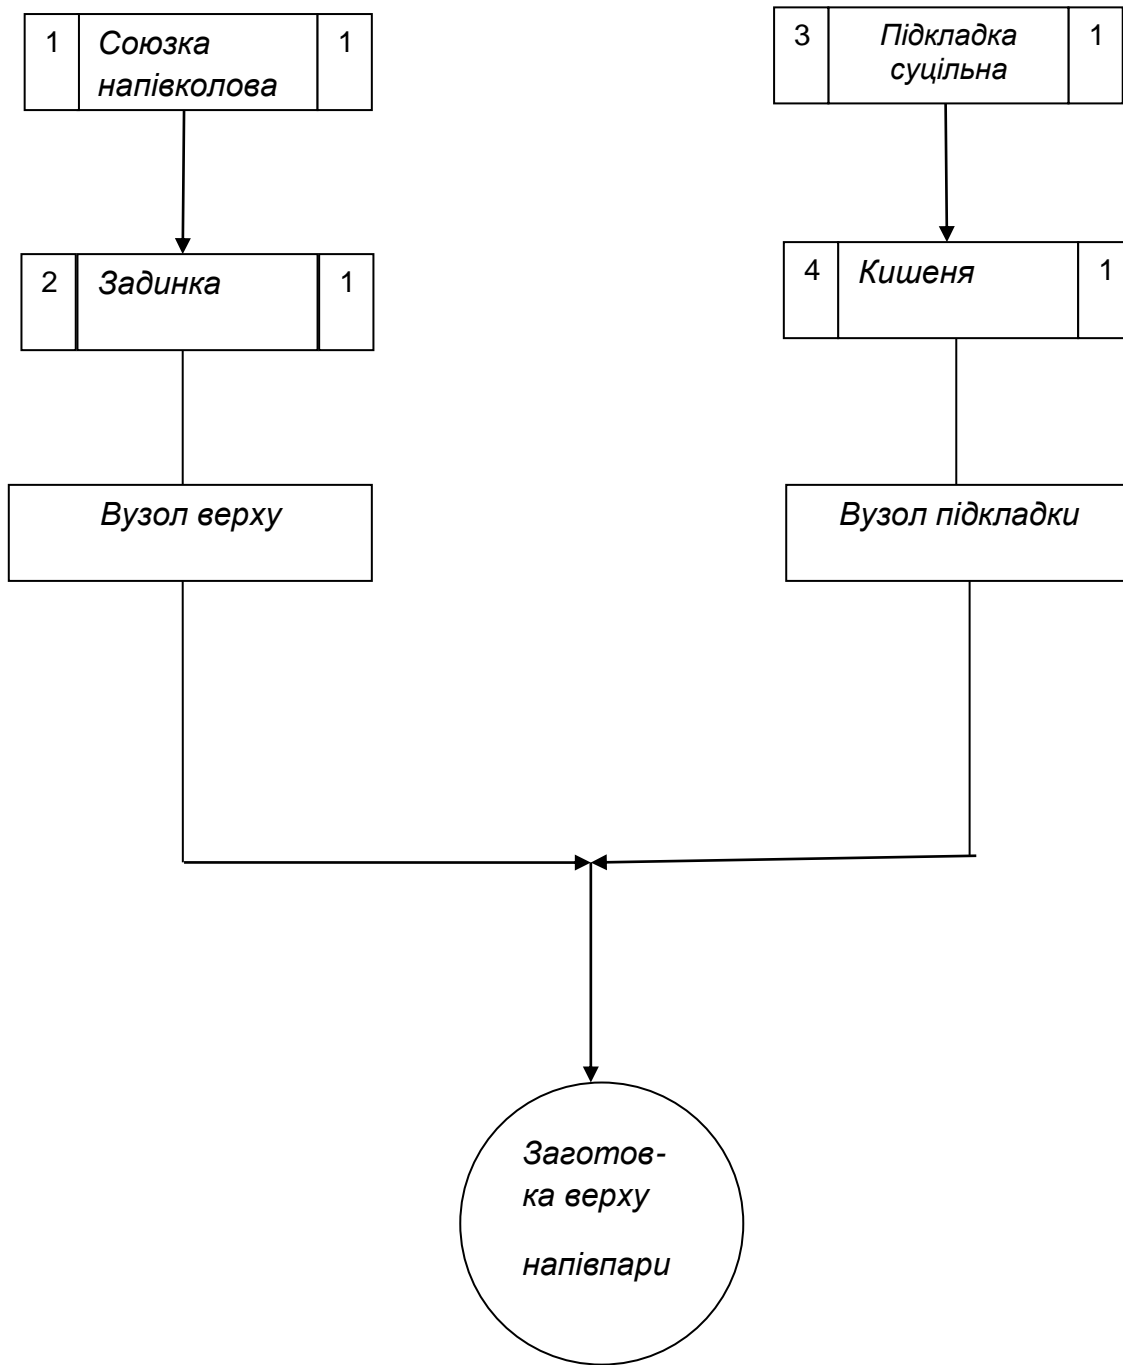 1 Союзка 1
напівколова
3 Підкладка 1
суцільна
2 Задинка 1
4 Кишеня 1
Вузол верху
Вузол підкладки
Заготов-
ка верху
напівпари